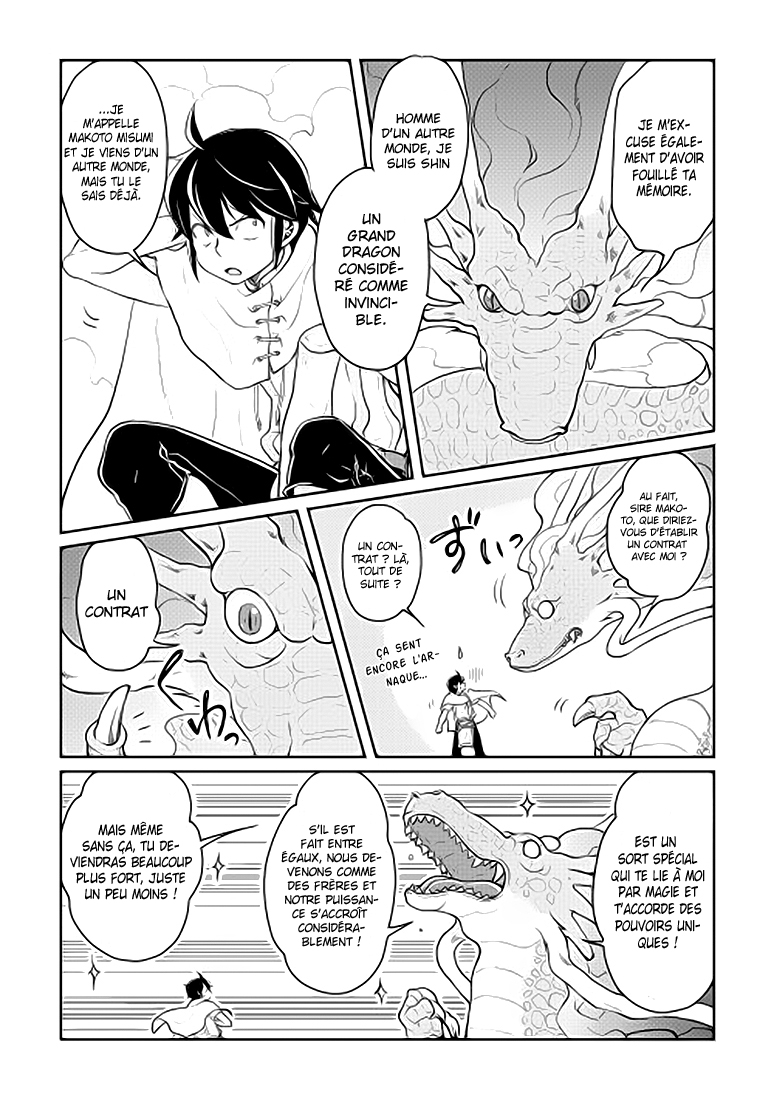 JE M'EX-
CUSE ÉGALE-
MENT D'AVOIR
FOUILLÉ TA
MÉMOIRE.
HOMME
D'UN AUTRE
MONDE, JE
SUIS SHIN
UN
GRAND
DRAGON
CONSIDÉ-
RÉ COMME
INVINCI-
BLE.
...JE
M'APPELLE
MAKOTO MISUMI
ET JE VIENS D'UN
AUTRE MONDE,
MAIS TU LE
SAIS DÉJÀ.
AU FAIT,
SIRE MAKO-
TO, QUE DIRIEZ-
VOUS D'ÉTABLIR
UN CONTRAT
AVEC MOI ?
ずいっ
UN CON-
TRAT ? LÀ,
TOUT DE
SUITE ?
ÇA SENT
ENCORE L'AR-
NAQUE...
UN
CONTRAT
くわっ
EST UN
SORT SPÉCIAL
QUI TE LIE À MOI
PAR MAGIE ET
T'ACCORDE DES
POUVOIRS UNI-
QUES !
S'IL EST
FAIT ENTRE
ÉGAUX, NOUS DE-
VENONS COMME
DES FRÈRES ET
NOTRE PUISSAN-
CE S'ACCROÎT
CONSIDÉRA-
BLEMENT !
MAIS MÊME
SANS ÇA, TU DE-
VIENDRAS BEAUCOUP
PLUS FORT, JUSTE
UN PEU MOINS !